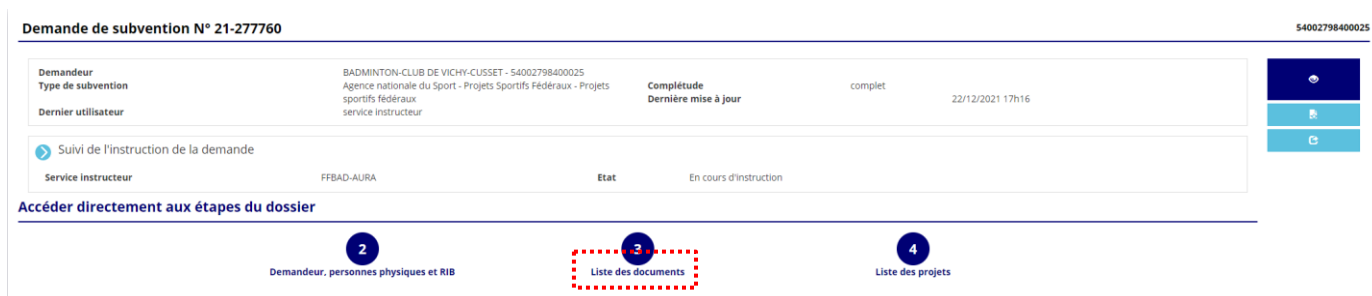 Demande de subvention N° 21-277760 54002798400025
Demandeur BADMINTON-CLUB DE VICHY-CUSSET - 54002798400025
Type de subvention Agence nationale du Sport - Projets Sportifs Fédéraux - Projets Complétude complet
sportifs fédéraux Dernière mise à jour 22/12/2021 17h16
Dernier utilisateur service instructeur
Suivi de l'instruction de la demande
Service instructeur FFBAD-AURA Etat En cours d'instruction
Accéder directement aux étapes du dossier
2 3 4
Demandeur, personnes physiques et RIB Liste des documents Liste des projets